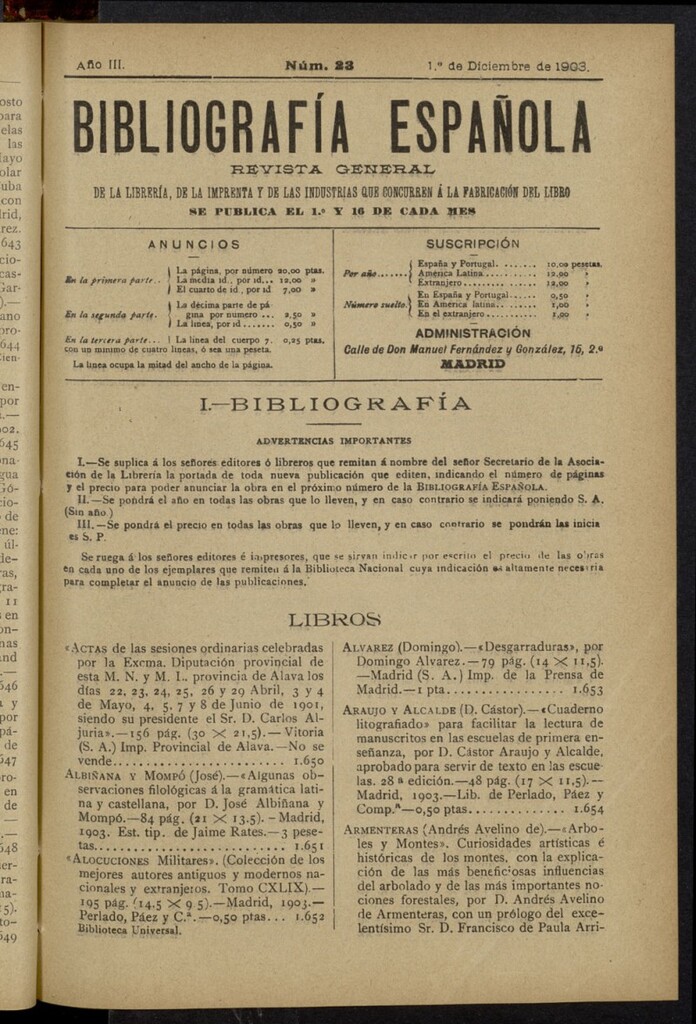 Año III.
Núm. 23
1.º de Diciembre de 1903.
BIBLIOGRAFÍA ESPAÑOLA
REVISTA GENERAL
DE LA LIBRERÍA, DE LA IMPRENTA Y DE LAS INDUSTRIAS QUE CONCURREN Á LA FABRICACIÓN DEL LIBRO
SE PUBLICA EL 1.º Y 16 DE CADA MES
ANUNCIOS
En la primera parte..
La página, por número 20,00 ptas.
La media id., por id... 12,00 »
El cuarto de id, por id 7,00 »
En la segunda parte.
La décima parte de pá
gina por número ... 2,50 »
La línea, por id ....... 0,50 »
En la tercera parte... La línea del cuerpo 7. 0,25 ptas.
con un mínimo de cuatro líneas, ó sea una peseta.
La línea ocupa la mitad del ancho de la página.
SUSCRIPCIÓN
Por año.......
España y Portugal. ....... 10,00 pesetas.
América Latina........... 12,00 »
Extranjero............... 12,00 »
Número suelto.
En España y Portugal..... 0,50 »
En América latina........ 1,00 »
En el extranjero.......... 1,00 »
ADMINISTRACIÓN
Calle de Don Manuel Fernández y González, 15, 2.º
MADRID
I.—BIBLIOGRAFÍA
ADVERTENCIAS IMPORTANTES
I.—Se suplica á los señores editores ó libreros que remitan á nombre del señor Secretario de la Asocia-
ción de la Librería la portada de toda nueva publicación que editen, indicando el número de páginas
y el precio para poder anunciar la obra en el próximo número de la BIBLIOGRAFÍA ESPAÑOLA.
II.—Se pondrá el año en todas las obras que lo lleven, y en caso contrario se indicará poniendo S. A.
(Sin año.)
III.—Se pondrá el precio en todas las obras que lo lleven, y en caso contrario se pondrán las inicia
es S. P.
Se ruega á los señores editores é impresores, que se sirvan indicar por escrito el precio de las obras
en cada uno de los ejemplares que remiten á la Biblioteca Nacional cuya indicación es altamente necesaria
para completar el anuncio de las publicaciones.
LIBROS
«ACTAS de las sesiones ordinarias celebradas
por la Excma. Diputación provincial de
esta M. N. y M. L., provincia de Alava los
días 22, 23, 24, 25, 26 y 29 Abril, 3 y 4
de Mayo, 4, 5, 7 y 8 de Junio de 1901,
siendo su presidente el Sr. D. Carlos Al-
juria».—156 pág. (30 × 21,5).—Vitoria
(S. A.) Imp. Provincial de Alava.—No se
vende........................ 1.650
ALBIÑANA Y MOMPÓ (José).—«Algunas ob-
servaciones filológicas á la gramática lati-
na y castellana, por D. José Albiñana y
Mompó.—84 pág. (21 × 13.5).-Madrid,
1903. Est. tip. de Jaime Rates.—3 pese-
tas............................ 1.651
«ALOCUCIONES Militares». (Colección de los
mejores autores antiguos y modernos na-
cionales y extranjeros. Tomo CXLIX).—
195 pág. (14,5 × 9 5).—Madrid, 1903.—
Perlado, Páez y C.ª.—0,50 ptas... 1.652
Biblioteca Universal.
ALVAREZ (Domingo).—«Desgarraduras», por
Domingo Alvarez.—79 pág. (14 × 11,5).
—Madrid (S. A.) Imp. de la Prensa de
Madrid.—1 pta................ 1.653
ARAUJO Y ALCALDE (D. Cástor).—«Cuaderno
litografiado» para facilitar la lectura de
manuscritos en las escuelas de primera en-
señanza, por D. Cástor Araujo y Alcalde,
aprobado para servir de texto en las escue-
las. 28 ª edición.—48 pág. (17 × 11,5).—
Madrid, 1903.—Lib. de Perlado, Páez y
Comp.ª—0,50 ptas.............. 1.654
ARMENTERAS (Andrés Avelino de).—«Arbo-
les y Montes». Curiosidades artísticas é
históricas de los montes, con la explicación
de las más beneficiosas influencias
del arbolado y de las más importantes no-
ciones forestales, por D. Andrés Avelino
de Armenteras, con un prólogo del exce-
lentísimo Sr. D. Francisco de Paula Arri-